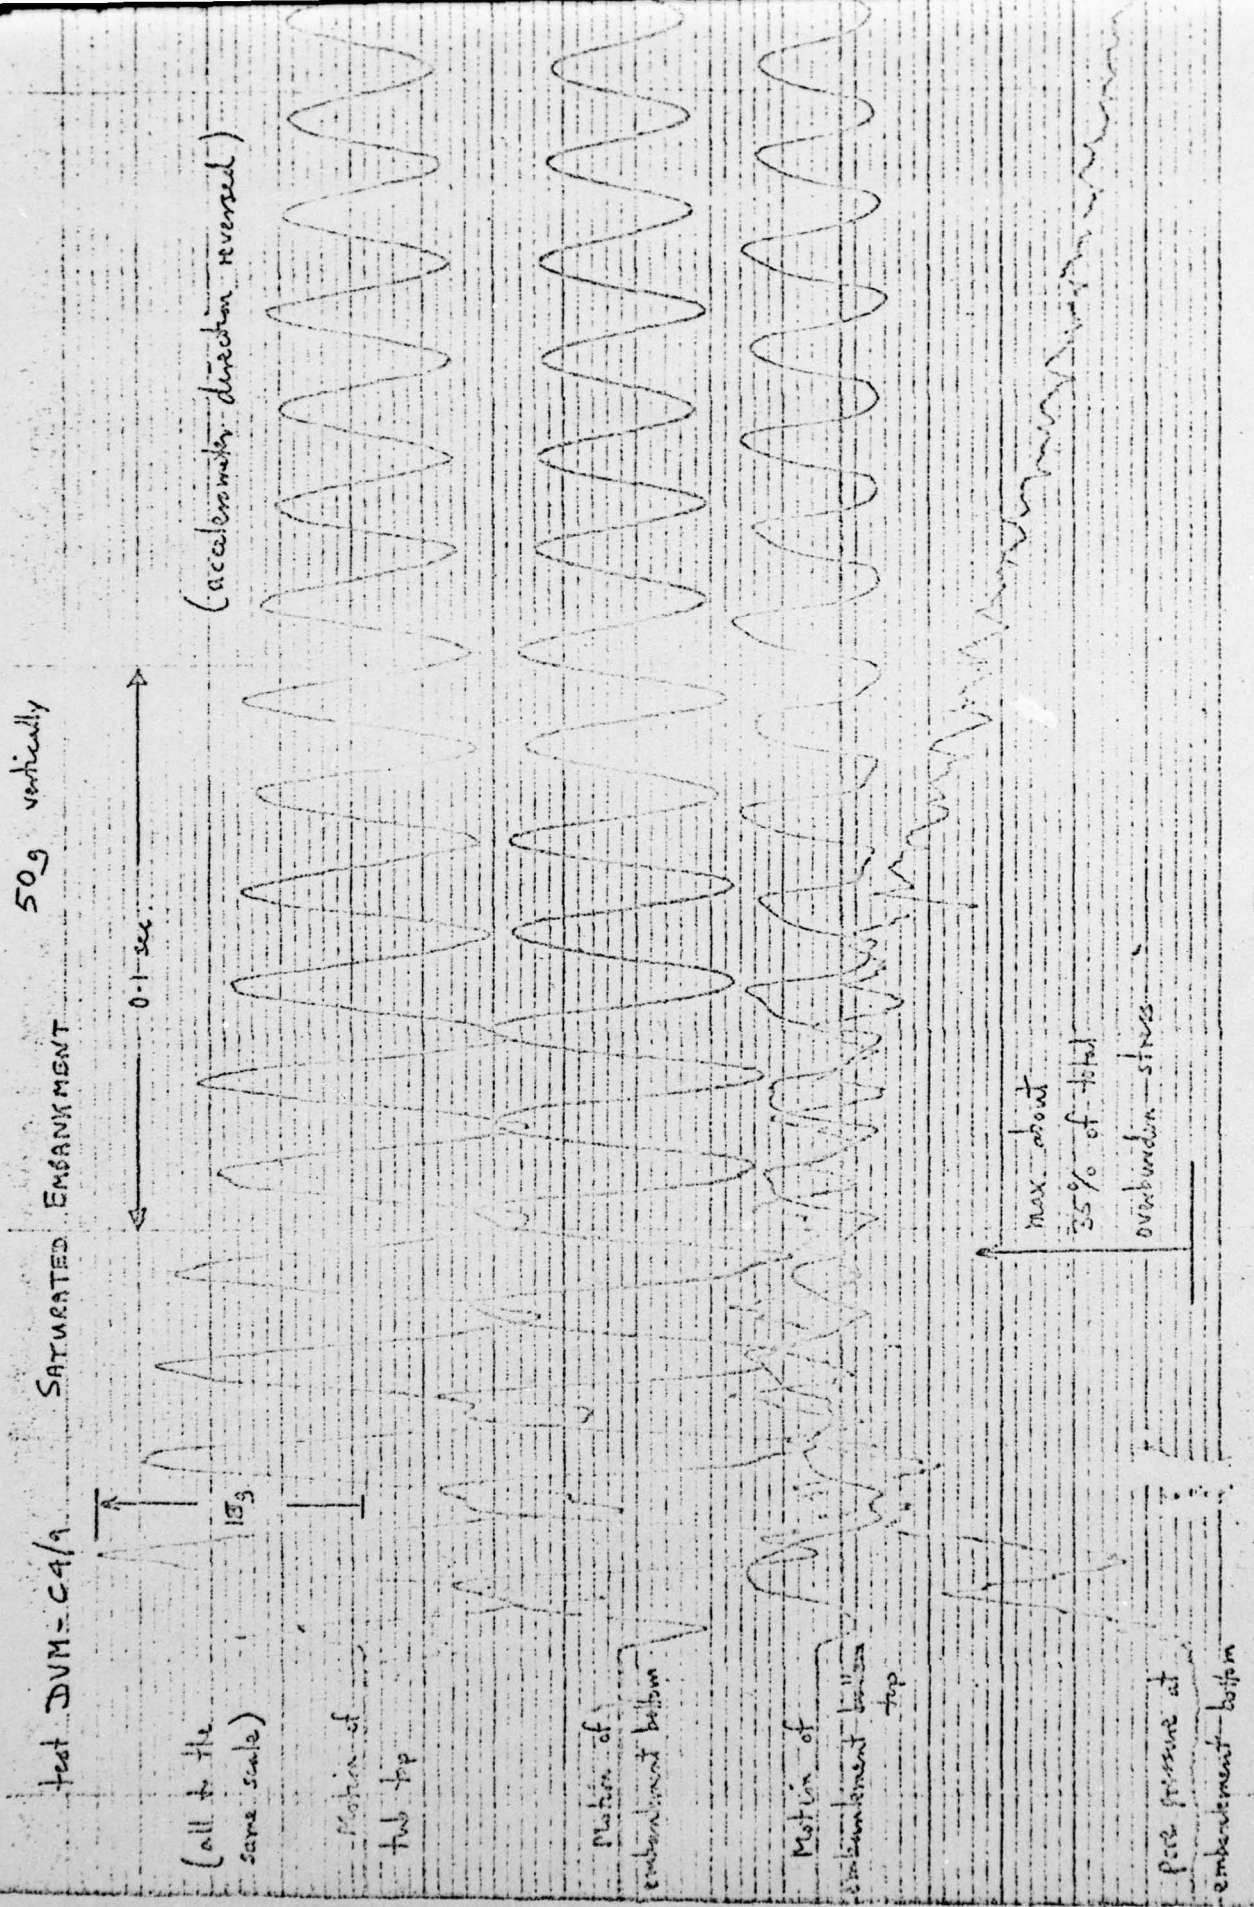 test DVM-C4/9 SATURATED EMBANKMENT 50g vertically
0.1 sec.
(all to the
same scale)
(accelerometer direction reversed)
Motion of
tub top
Motion of
embankment bottom
Motion of
embankment
top
max. about
35% of total
overburden stress
pore pressure at
embankment bottom